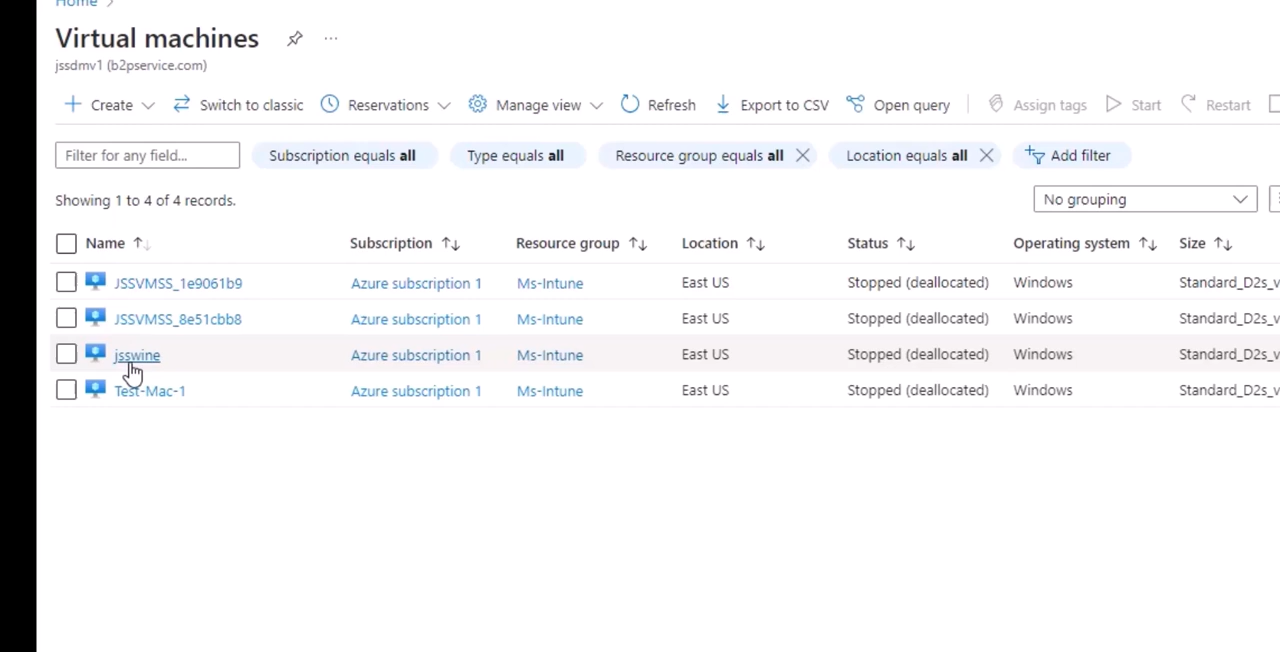 Home
Virtual machines
jssdmv1 (b2pservice.com)
Create Switch to classic Reservations Manage view Refresh Export to CSV Open query Assign tags Start Restart
Filter for any field... Subscription equals all Type equals all Resource group equals all Location equals all Add filter
Showing 1 to 4 of 4 records. No grouping
Name Subscription Resource group Location Status Operating system Size
JSSVMSS_1e9061b9 Azure subscription 1 Ms-Intune East US Stopped (deallocated) Windows Standard_D2s_v
JSSVMSS_8e51cbb8 Azure subscription 1 Ms-Intune East US Stopped (deallocated) Windows Standard_D2s_v
jsswine Azure subscription 1 Ms-Intune East US Stopped (deallocated) Windows Standard_D2s_v
Test-Mac-1 Azure subscription 1 Ms-Intune East US Stopped (deallocated) Windows Standard_D2s_v